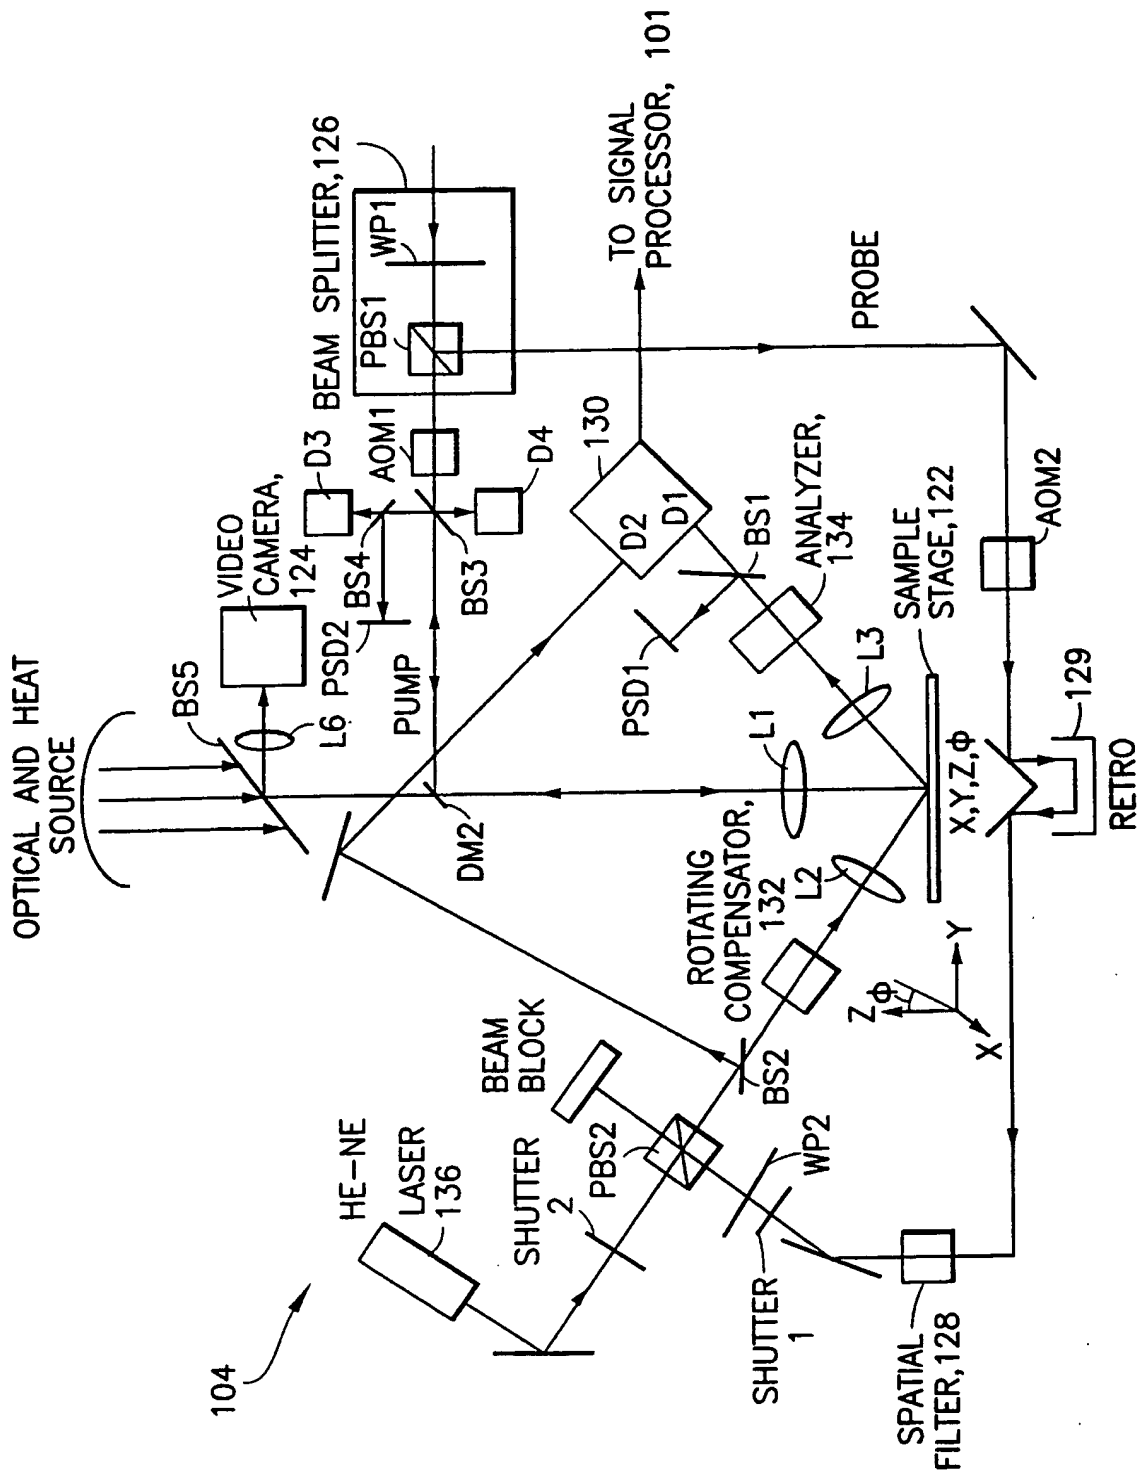 OPTICAL AND HEAT
SOURCE
BS5
VIDEO
CAMERA,
124
L6
PSD2
BS4
D3
BEAM SPLITTER,126
WP1
PBS1
AOM1
BS3
D4
PUMP
DM2
TO SIGNAL
PROCESSOR, 101
130
D2
D1
PROBE
BS1
PSD1
ANALYZER,
134
L3
L1
SAMPLE
STAGE,122
X,Y,Z,Φ
AOM2
129
RETRO
ROTATING
COMPENSATOR,
132
L2
BS2
BEAM
BLOCK
PBS2
HE-NE
LASER
136
SHUTTER
2
WP2
SHUTTER
1
SPATIAL
FILTER,128
Z
Φ
Y
X
104